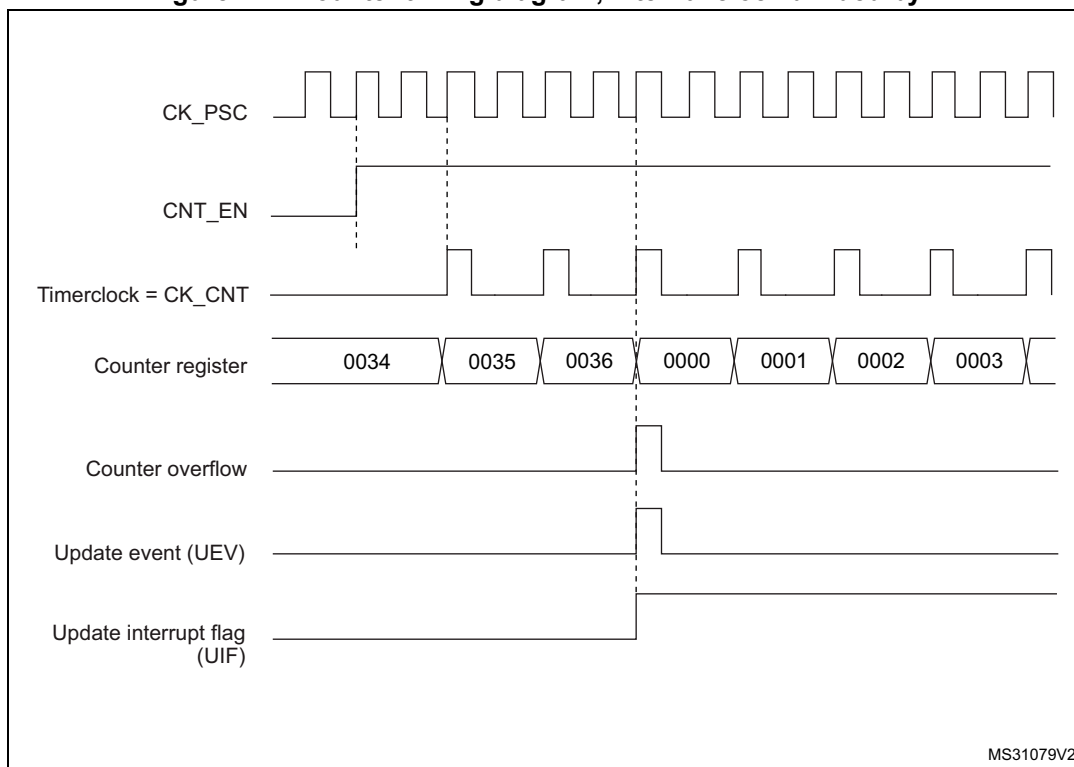 CK_PSC
CNT_EN
Timerclock = CK_CNT
Counter register 0034 0035 0036 0000 0001 0002 0003
Counter overflow
Update event (UEV)
Update interrupt flag
(UIF)
MS31079V2